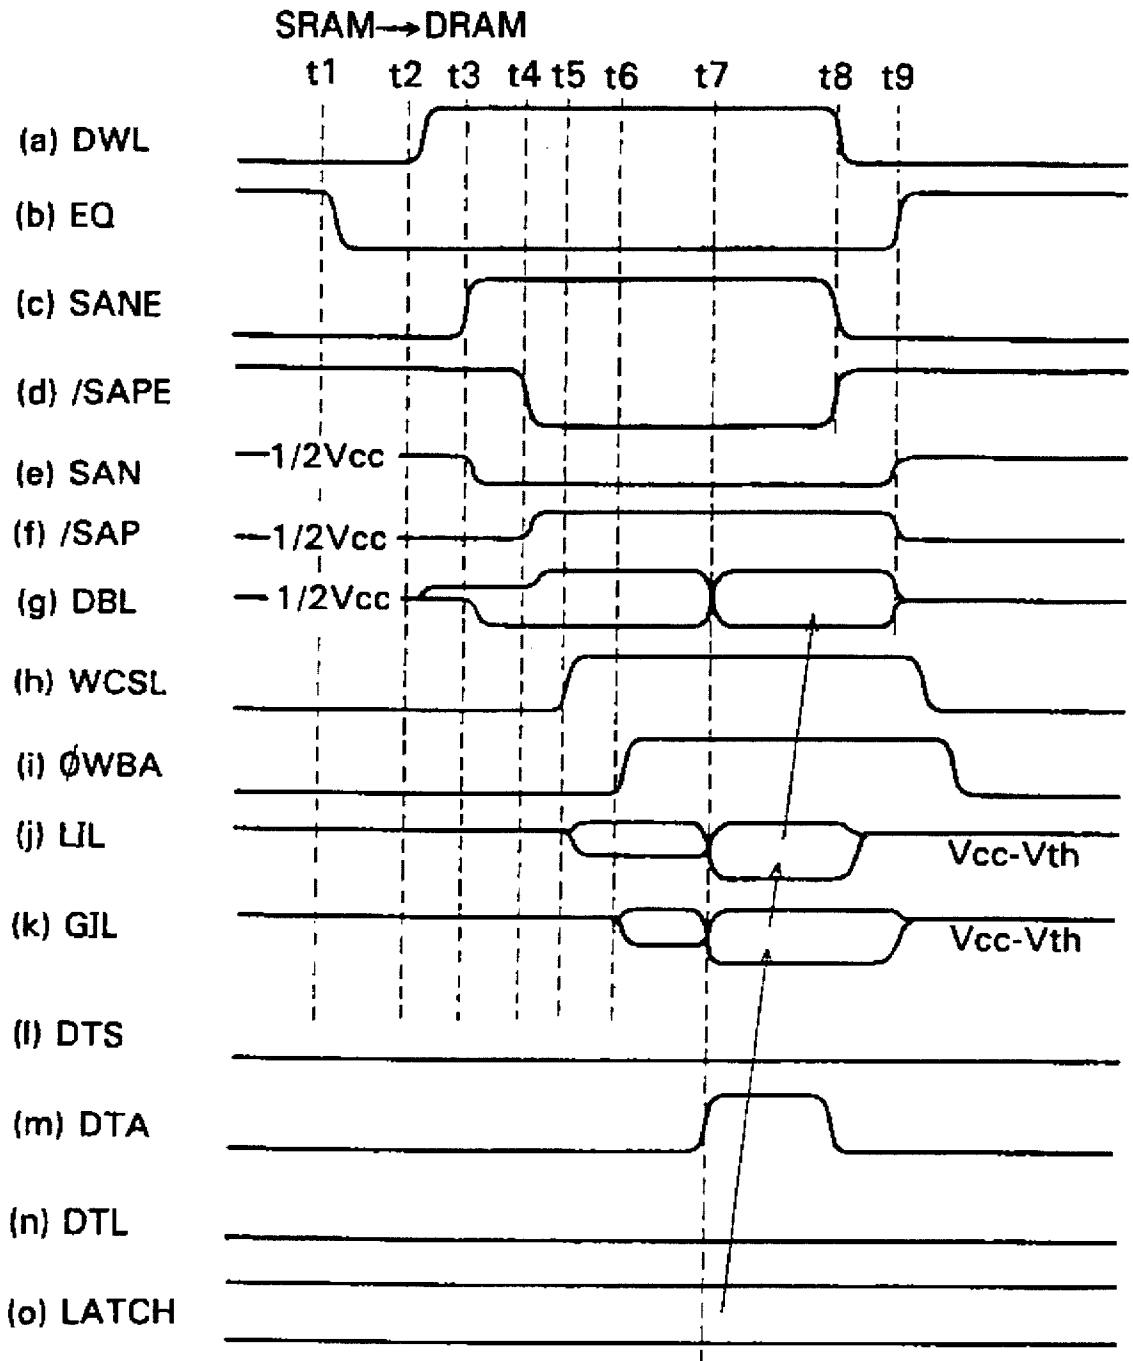 SRAM→DRAM
t1 t2 t3 t4 t5 t6 t7 t8 t9
(a) DWL
(b) EQ
(c) SANE
(d) /SAPE
(e) SAN 1/2Vcc
(f) /SAP 1/2Vcc
(g) DBL 1/2Vcc
(h) WCSL
(i) ØWBA
(j) LIL
Vcc-Vth
(k) GIL
Vcc-Vth
(l) DTS
(m) DTA
(n) DTL
(o) LATCH